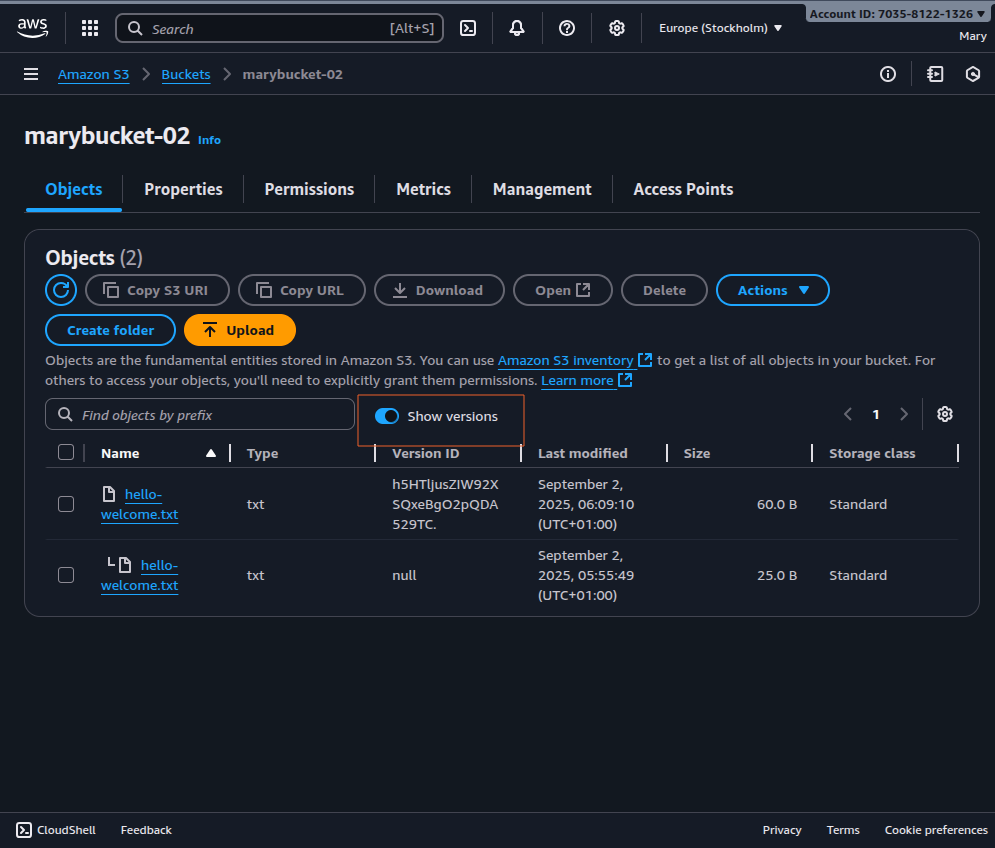 aws
Search [Alt+S]
Europe (Stockholm)
Account ID: 7035-8122-1326
Mary
Amazon S3
Buckets
marybucket-02
marybucket-02 Info
Objects
Properties
Permissions
Metrics
Management
Access Points
Objects (2)
Copy S3 URI
Copy URL
Download
Open
Delete
Actions
Create folder
Upload
Objects are the fundamental entities stored in Amazon S3. You can use Amazon S3 inventory to get a list of all objects in your bucket. For
others to access your objects, you'll need to explicitly grant them permissions. Learn more
Find objects by prefix
Show versions
1
Name
Type
Version ID
Last modified
Size
Storage class
hello-
welcome.txt
txt
h5HTljusZIW92X
SQxeBgO2pQDA
529TC.
September 2,
2025, 06:09:10
(UTC+01:00)
60.0 B
Standard
hello-
welcome.txt
txt
null
September 2,
2025, 05:55:49
(UTC+01:00)
25.0 B
Standard
CloudShell
Feedback
Privacy
Terms
Cookie preferences